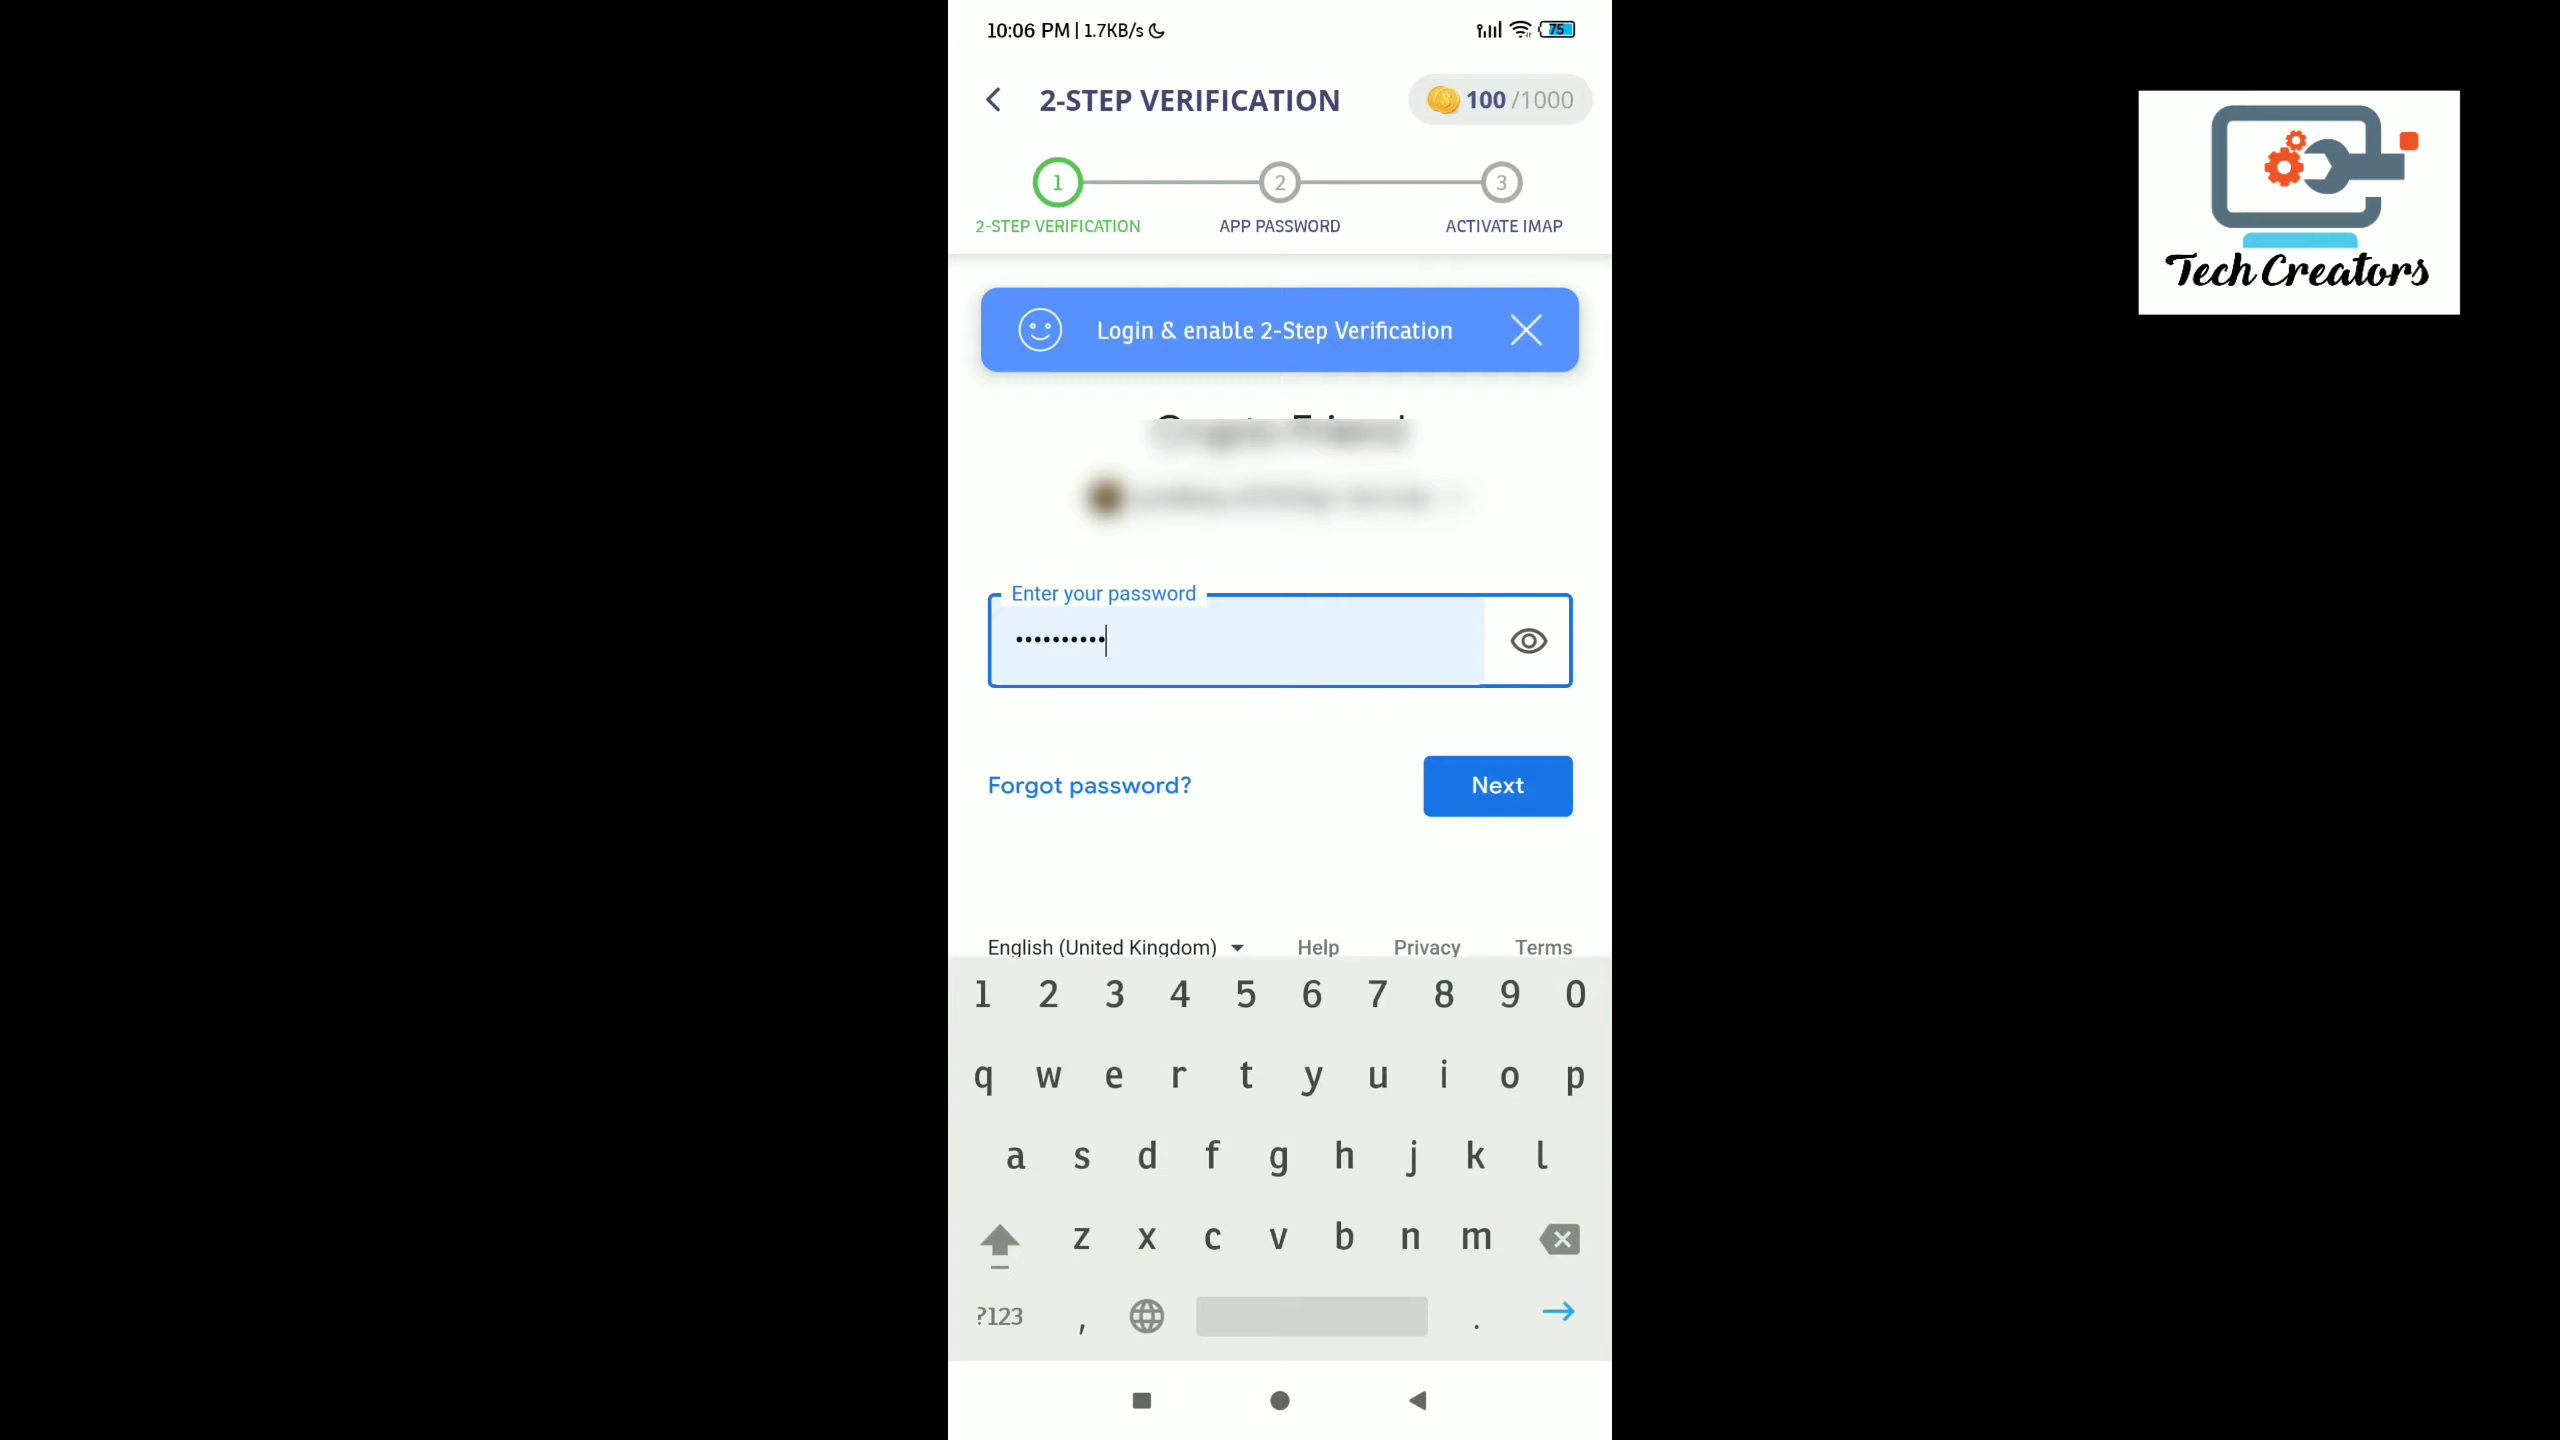 10:06 PM | 1.7KB/s 75
2-STEP VERIFICATION 100 /1000
1 2 3
2-STEP VERIFICATION APP PASSWORD ACTIVATE IMAP
Tech Creators
Login & enable 2-Step Verification
Enter your password
••••••••••
Forgot password? Next
English (United Kingdom) Help Privacy Terms
1 2 3 4 5 6 7 8 9 0
q w e r t y u i o p
a s d f g h j k l
z x c v b n m
?123 , .